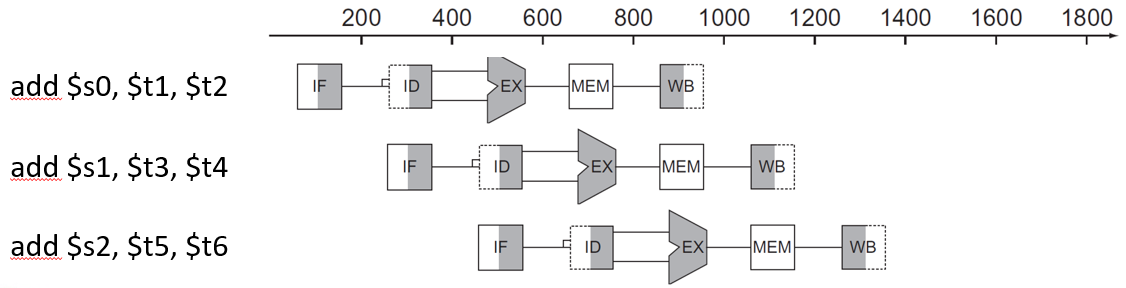 200 400 600 800 1000 1200 1400 1600 1800
add $s0, $t1, $t2 IF ID EX MEM WB
add $s1, $t3, $t4 IF ID EX MEM WB
add $s2, $t5, $t6 IF ID EX MEM WB